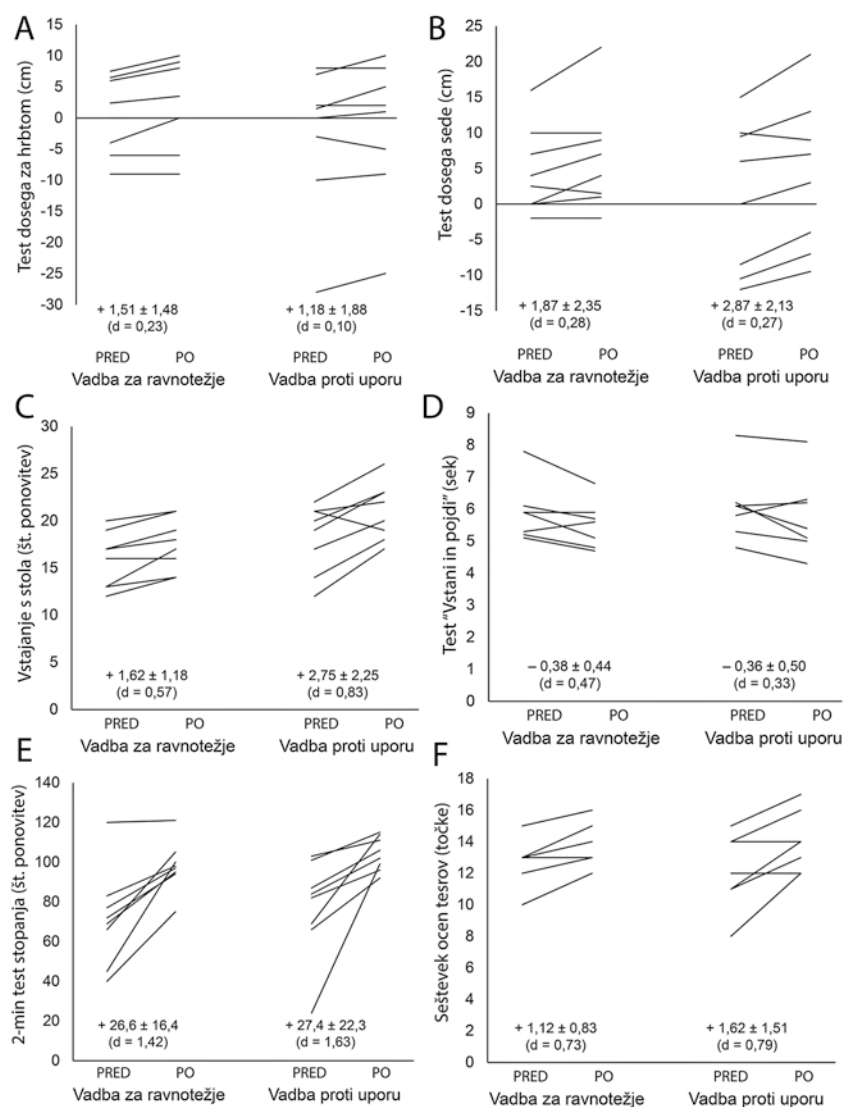 A
Test dosega za hrbtom (cm)
15
10
5
0
-5
-10
-15
-20
-25
-30
+ 1,51 ± 1,48
(d = 0,23)
+ 1,18 ± 1,88
(d = 0,10)
PRED PO PRED PO
Vadba za ravnotežje Vadba proti uporu
B
Test dosega sede (cm)
25
20
15
10
5
0
-5
-10
-15
+ 1,87 ± 2,35
(d = 0,28)
+ 2,87 ± 2,13
(d = 0,27)
PRED PO PRED PO
Vadba za ravnotežje Vadba proti uporu
C
Vstajanje s stola (št. ponovitev)
30
25
20
15
10
5
0
+ 1,62 ± 1,18
(d = 0,57)
+ 2,75 ± 2,25
(d = 0,83)
PRED PO PRED PO
Vadba za ravnotežje Vadba proti uporu
D
Test “Vstani in pojdi” (sek)
9
8
7
6
5
4
3
2
1
0
– 0,38 ± 0,44
(d = 0,47)
– 0,36 ± 0,50
(d = 0,33)
PRED PO PRED PO
Vadba za ravnotežje Vadba proti uporu
E
2-min test stopanja (št. ponovitev)
140
120
100
80
60
40
20
0
+ 26,6 ± 16,4
(d = 1,42)
+ 27,4 ± 22,3
(d = 1,63)
PRED PO PRED PO
Vadba za ravnotežje Vadba proti uporu
F
Seštevek ocen tesrov (točke)
18
16
14
12
10
8
6
4
2
0
+ 1,12 ± 0,83
(d = 0,73)
+ 1,62 ± 1,51
(d = 0,79)
PRED PO PRED PO
Vadba za ravnotežje Vadba proti uporu